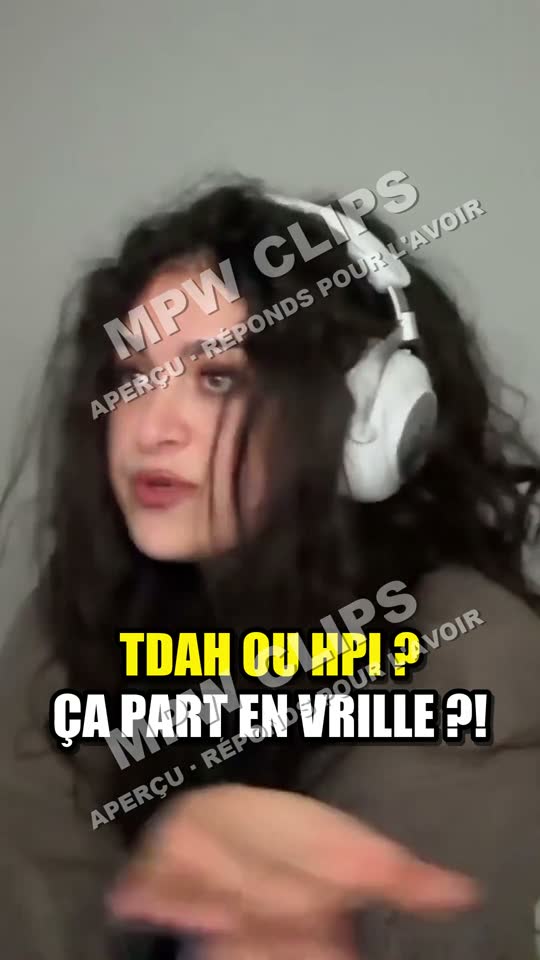 MPW CLIPS
APERÇU · RÉPONDS POUR L'AVOIR
TDAH OU HPI ?
ÇA PART EN VRILLE ?!
MPW CLIPS
APERÇU · RÉPONDS POUR L'AVOIR